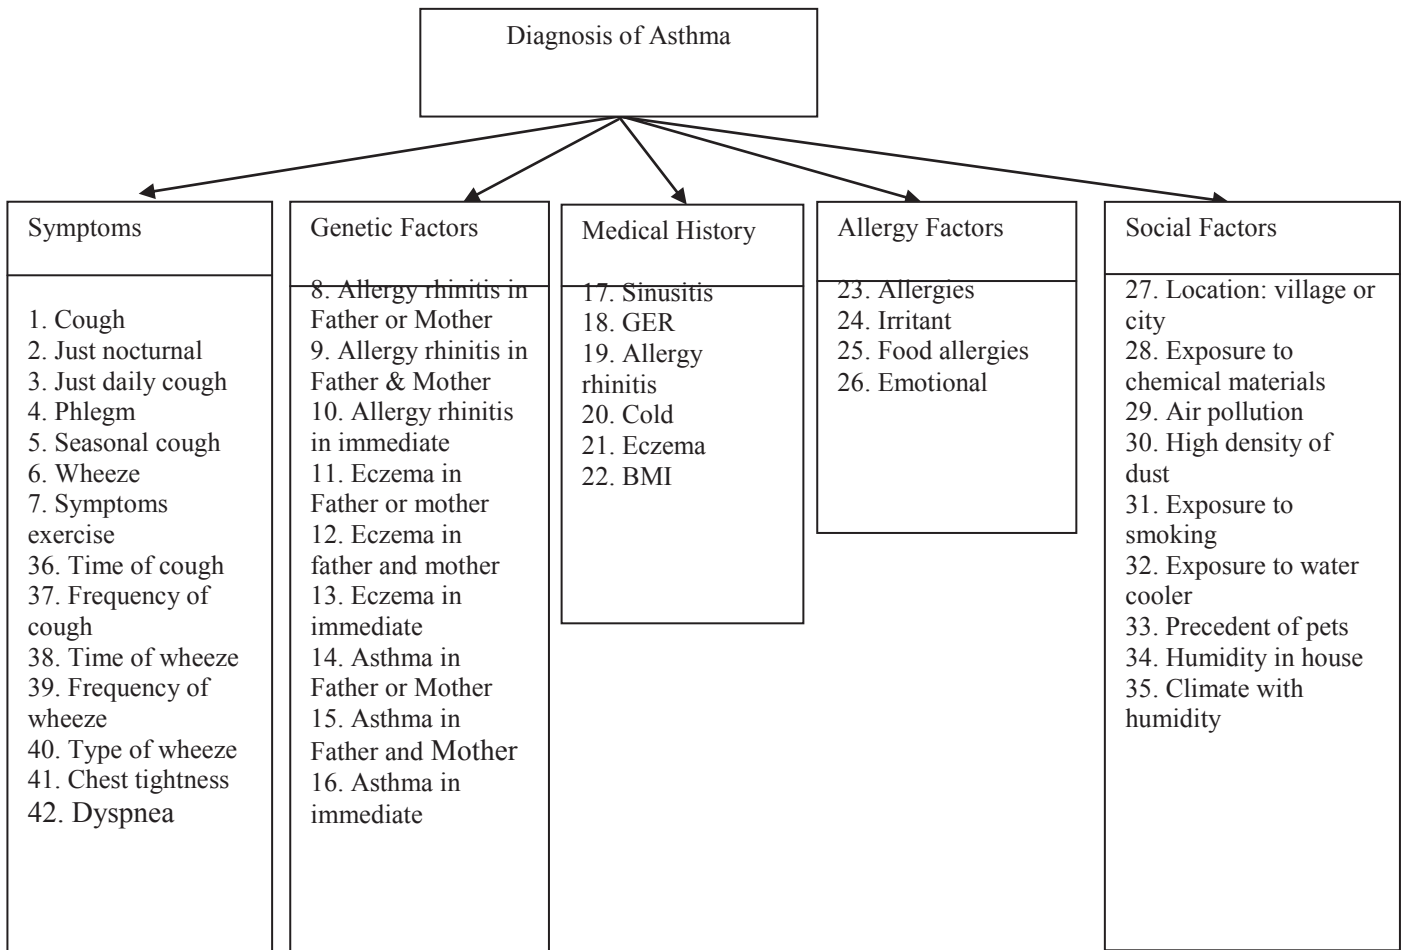 Diagnosis of Asthma
Symptoms
1. Cough
2. Just nocturnal
3. Just daily cough
4. Phlegm
5. Seasonal cough
6. Wheeze
7. Symptoms
exercise
36. Time of cough
37. Frequency of
cough
38. Time of wheeze
39. Frequency of
wheeze
40. Type of wheeze
41. Chest tightness
42. Dyspnea
Genetic Factors
8. Allergy rhinitis in
Father or Mother
9. Allergy rhinitis in
Father & Mother
10. Allergy rhinitis
in immediate
11. Eczema in
Father or mother
12. Eczema in
father and mother
13. Eczema in
immediate
14. Asthma in
Father or Mother
15. Asthma in
Father and Mother
16. Asthma in
immediate
Medical History
17. Sinusitis
18. GER
19. Allergy
rhinitis
20. Cold
21. Eczema
22. BMI
Allergy Factors
23. Allergies
24. Irritant
25. Food allergies
26. Emotional
Social Factors
27. Location: village or
city
28. Exposure to
chemical materials
29. Air pollution
30. High density of
dust
31. Exposure to
smoking
32. Exposure to water
cooler
33. Precedent of pets
34. Humidity in house
35. Climate with
humidity